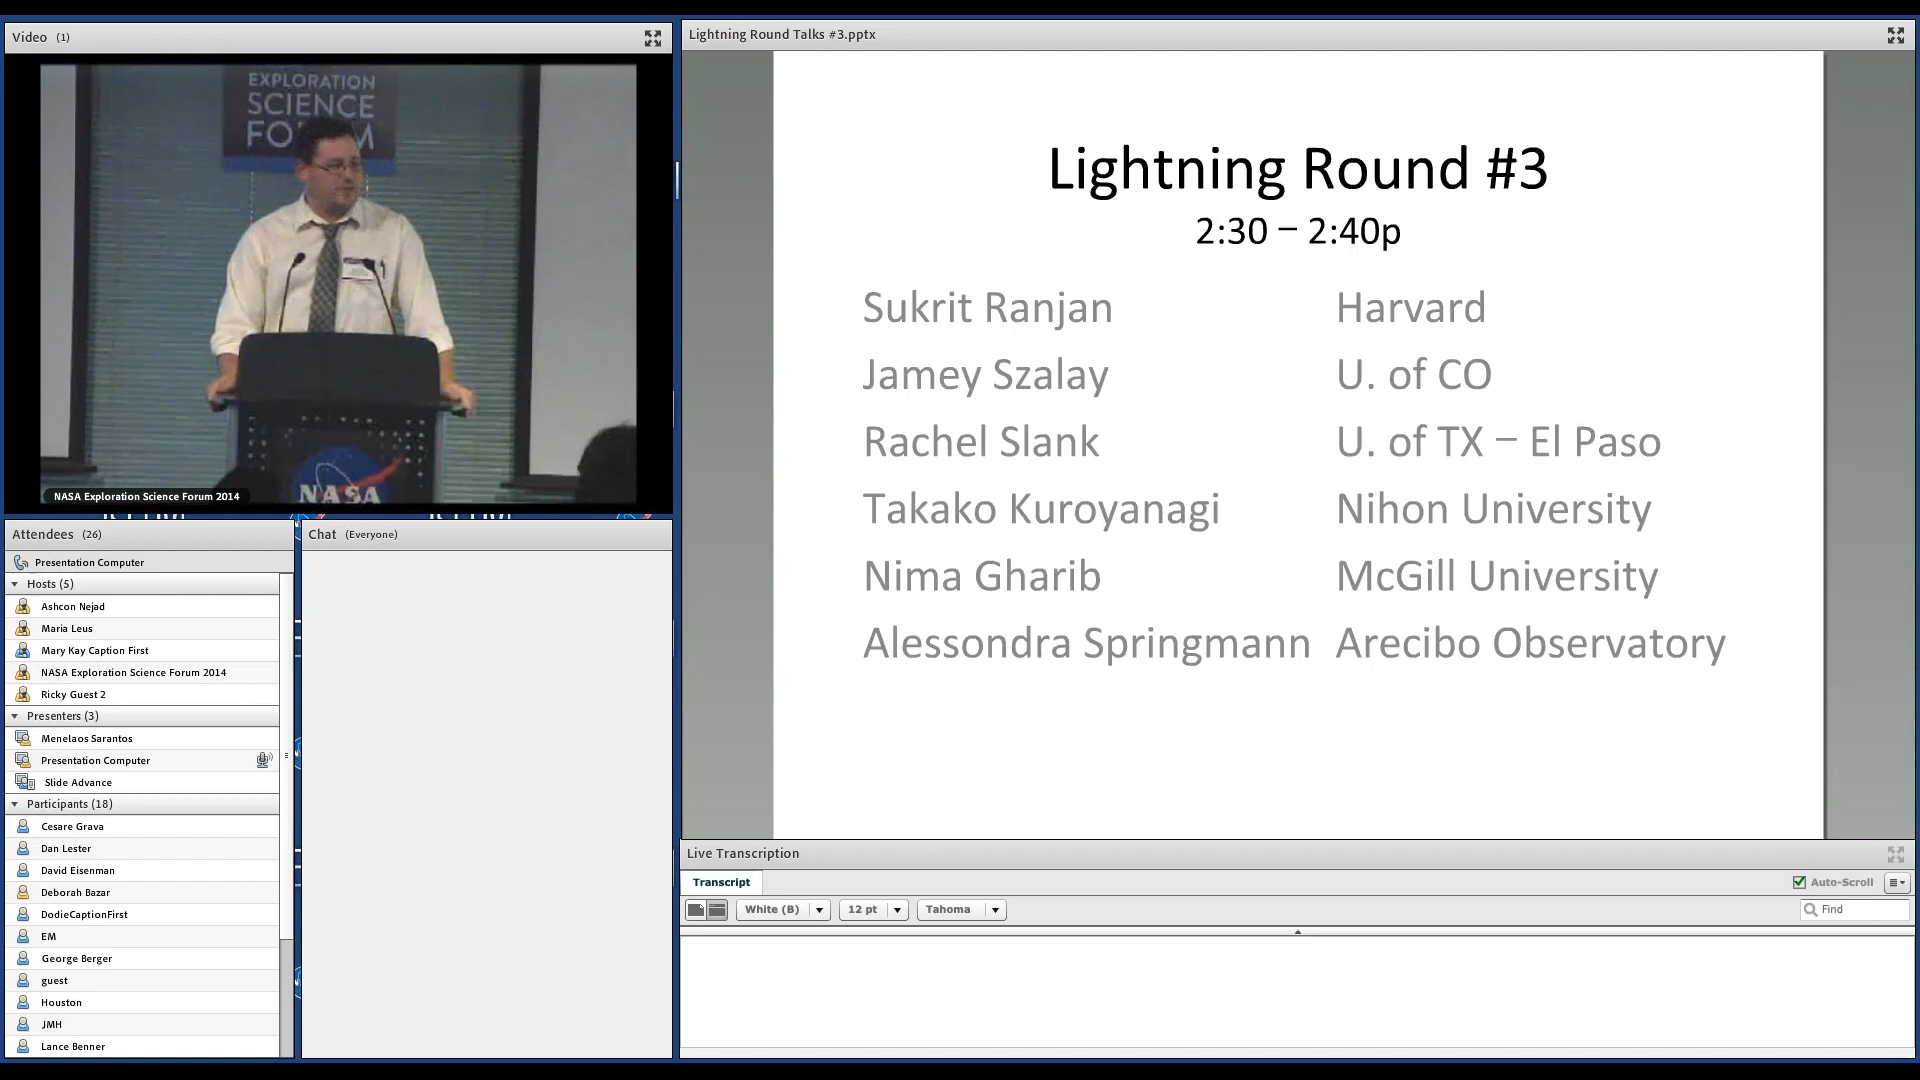 Video (1)
EXPLORATION
SCIENCE
NASA
NASA Exploration Science Forum 2014
Attendees (26)
Presentation Computer
Hosts (5)
Ashcon Nejad
Maria Leus
Mary Kay Caption First
NASA Exploration Science Forum 2014
Ricky Guest 2
Presenters (3)
Menelaos Sarantos
Presentation Computer
Slide Advance
Participants (18)
Cesare Grava
Dan Lester
David Eisenman
Deborah Bazar
DodieCaptionFirst
EM
George Berger
guest
Houston
JMH
Lance Benner
Chat (Everyone)
Lightning Round Talks #3.pptx
Lightning Round #3
2:30 – 2:40p
Sukrit Ranjan Harvard
Jamey Szalay U. of CO
Rachel Slank U. of TX – El Paso
Takako Kuroyanagi Nihon University
Nima Gharib McGill University
Alessondra Springmann Arecibo Observatory
Live Transcription
Transcript Auto-Scroll
White (B) 12 pt Tahoma Find